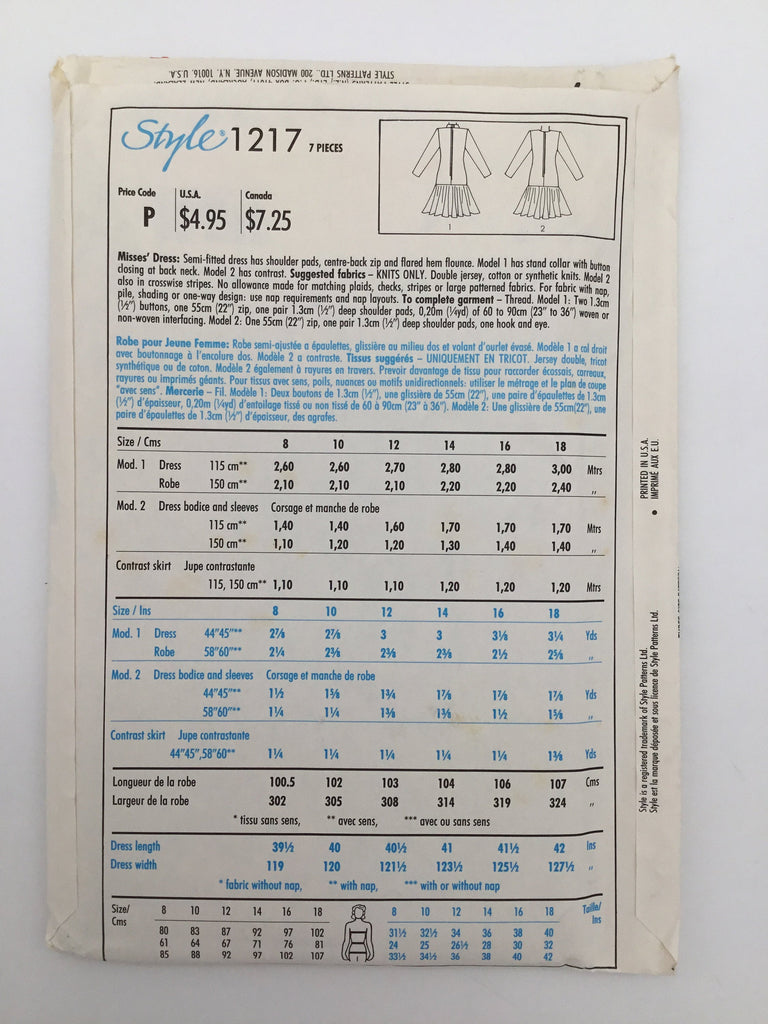 STYLE PATTERNS LTD., 200 MADISON AVENUE, N.Y. 10016, U.S.A.
Style® 1217 7 PIECES
1 2
Price Code U.S.A. Canada
P $4.95 $7.25
Misses' Dress: Semi-fitted dress has shoulder pads, centre-back zip and flared hem flounce. Model 1 has stand collar with button
closing at back neck. Model 2 has contrast. Suggested fabrics – KNITS ONLY. Double jersey, cotton or synthetic knits. Model 2
also in crosswise stripes. No allowance made for matching plaids, checks, stripes or large patterned fabrics. For fabric with nap,
pile, shading or one-way design: use nap requirements and nap layouts. To complete garment – Thread. Model 1: Two 1.3cm
(½") buttons, one 55cm (22") zip, one pair 1.3cm (½") deep shoulder pads, 0,20m (¼yd) of 60 to 90cm (23" to 36") woven or
non-woven interfacing. Model 2: One 55cm (22") zip, one pair 1.3cm (½") deep shoulder pads, one hook and eye.
Robe pour Jeune Femme: Robe semi-ajustée a épaulettes, glissière au milieu dos et volant d'ourlet évasé. Modèle 1 a col droit
avec boutonnage à l'encolure dos. Modèle 2 a contraste. Tissus suggérés – UNIQUEMENT EN TRICOT. Jersey double, tricot
synthétique ou de coton. Modèle 2 également à rayures en travers. Prevoir davantage de tissu pour raccorder écossais, carreaux,
rayures ou imprimés géants. Pour tissus avec sens, poils, nuances ou motifs unidirectionnels: utiliser le métrage et le plan de coupe
"avec sens". Mercerie – Fil. Modèle 1: Deux boutons de 1.3cm (½"), une glissière de 55cm (22"), une paire d'épaulettes de 1.3cm
(½") d'épaisseur, 0,20m (¼yd) d'entoilage tissé ou non tissé de 60 à 90cm (23" à 36"). Modèle 2: Une glissière de 55cm(22"), une
paire d'épaulettes de 1.3cm (½") d'épaisseur, des agrafes.
Size / Cms 8 10 12 14 16 18
Mod. 1 Dress 115 cm** 2,60 2,60 2,70 2,80 2,80 3,00 Mtrs
Robe 150 cm** 2,10 2,10 2,10 2,20 2,20 2,40 ,,
Mod. 2 Dress bodice and sleeves Corsage et manche de robe
115 cm** 1,40 1,40 1,60 1,70 1,70 1,70 Mtrs
150 cm** 1,10 1,20 1,20 1,30 1,40 1,40 ,,
Contrast skirt Jupe contrastante
115, 150 cm** 1,10 1,10 1,10 1,20 1,20 1,20 Mtrs
Size / Ins 8 10 12 14 16 18
Mod. 1 Dress 44"45"** 2⅞ 2⅞ 3 3 3⅛ 3¼ Yds
Robe 58"60"** 2¼ 2⅜ 2⅜ 2⅜ 2½ 2⅝ ,,
Mod. 2 Dress bodice and sleeves Corsage et manche de robe
44"45"** 1½ 1⅝ 1¾ 1⅞ 1⅞ 1⅞ Yds
58"60"** 1¼ 1¼ 1⅜ 1⅜ 1½ 1⅝ ,,
Contrast skirt Jupe contrastante
44"45",58"60"** 1¼ 1¼ 1¼ 1¼ 1¼ 1⅜ Yds
Longueur de la robe 100.5 102 103 104 106 107 Cms
Largeur de la robe 302 305 308 314 319 324 ,,
* tissu sans sens, ** avec sens, *** avec ou sans sens
Dress length 39½ 40 40½ 41 41½ 42 Ins
Dress width 119 120 121½ 123½ 125½ 127½ ,,
* fabric without nap, ** with nap, *** with or without nap
Size/ Cms 8 10 12 14 16 18 8 10 12 14 16 18 Taille/ Ins
80 83 87 92 97 102 31½ 32½ 34 36 38 40
61 64 67 71 76 81 24 25 26½ 28 30 32
85 88 92 97 102 107 33½ 34½ 36 38 40 42
PRINTED IN U.S.A. •
IMPRIMÉ AUX E.U.
Style is a registered trademark of Style Patterns Ltd.
Style est la marque déposée et sous licence de Style Patterns Ltd.